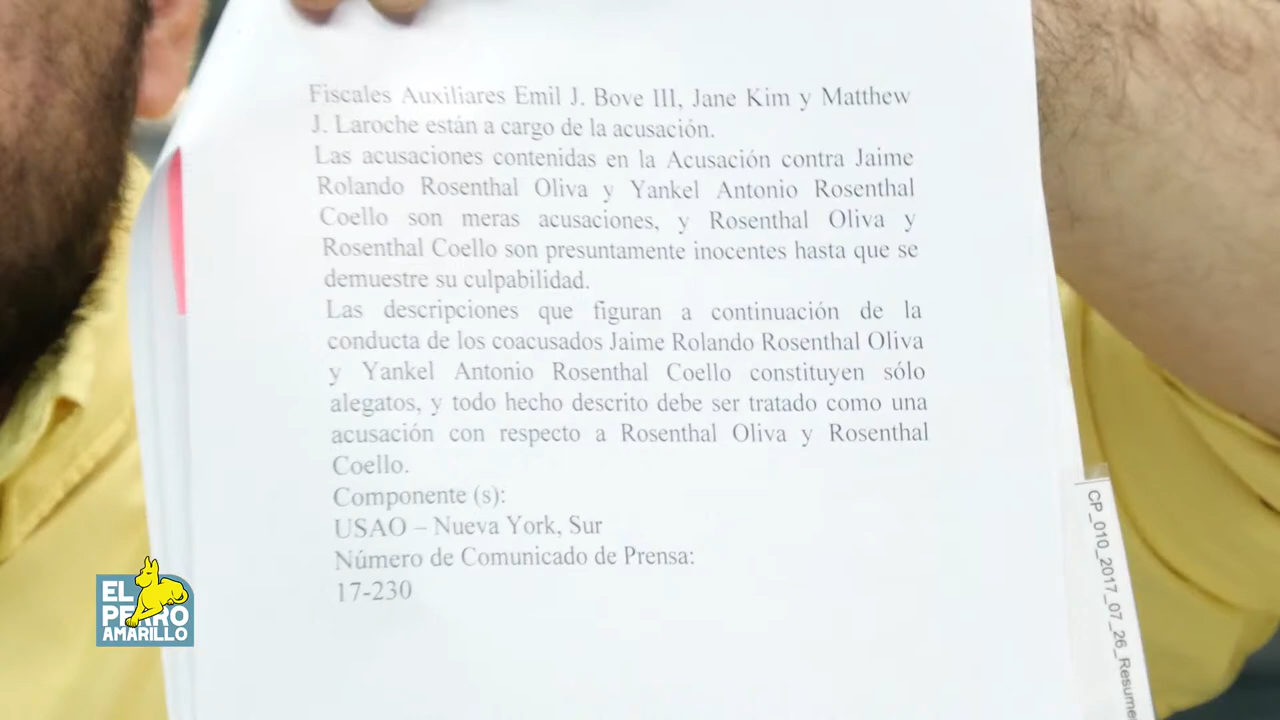 Fiscales Auxiliares Emil J. Bove III, Jane Kim y Matthew
J. Laroche están a cargo de la acusación.
Las acusaciones contenidas en la Acusación contra Jaime
Rolando Rosenthal Oliva y Yankel Antonio Rosenthal
Coello son meras acusaciones, y Rosenthal Oliva y
Rosenthal Coello son presuntamente inocentes hasta que se
demuestre su culpabilidad.
Las descripciones que figuran a continuación de la
conducta de los coacusados Jaime Rolando Rosenthal Oliva
y Yankel Antonio Rosenthal Coello constituyen sólo
alegatos, y todo hecho descrito debe ser tratado como una
acusación con respecto a Rosenthal Oliva y Rosenthal
Coello.
Componente (s):
USAO – Nueva York, Sur
Número de Comunicado de Prensa:
17-230
CP_010_2017_07_26_Resume
EL
PERRO
AMARILLO